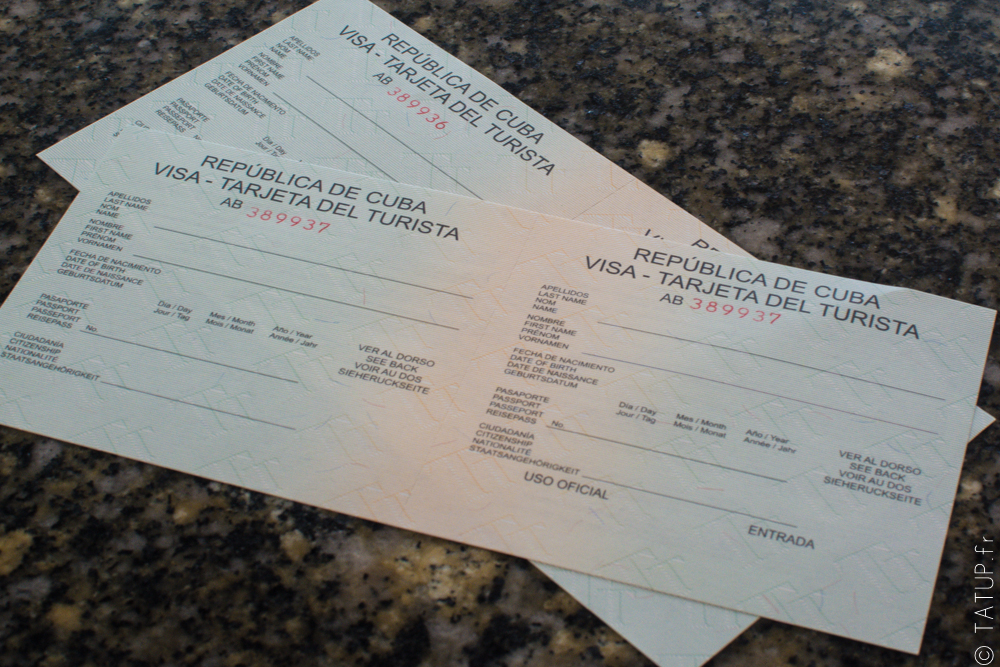 REPÚBLICA DE CUBA
VISA - TARJETA DEL TURISTA
AB 389936
APELLIDOS
LAST NAME
NOM
NAME
NOMBRE
FIRST NAME
PRÉNOM
VORNAMEN
FECHA DE NACIMIENTO
DATE OF BIRTH
DATE DE NAISSANCE
GEBURTSDATUM
PASAPORTE
PASSPORT
PASSEPORT
REISEPASS
Dia / Day
REPÚBLICA DE CUBA
VISA - TARJETA DEL TURISTA
AB 389937
APELLIDOS
LAST NAME
NOM
NAME
NOMBRE
FIRST NAME
PRÉNOM
VORNAMEN
FECHA DE NACIMIENTO
DATE OF BIRTH
DATE DE NAISSANCE
GEBURTSDATUM
Dia / Day Mes / Month Año / Year
Jour / Tag Mois / Monat Année / Jahr
PASAPORTE
PASSPORT
PASSEPORT
REISEPASS No.
CIUDADANÍA
CITIZENSHIP
NATIONALITÉ
STAATSANGEHÖRIGKEIT
VER AL DORSO
SEE BACK
VOIR AU DOS
SIEHERUCKSEITE
REPÚBLICA DE CUBA
VISA - TARJETA DEL TURISTA
AB 389937
APELLIDOS
LAST NAME
NOM
NAME
NOMBRE
FIRST NAME
PRÉNOM
VORNAMEN
FECHA DE NACIMIENTO
DATE OF BIRTH
DATE DE NAISSANCE
GEBURTSDATUM
Dia / Day Mes / Month Año / Year
Jour / Tag Mois / Monat Année / Jahr
PASAPORTE
PASSPORT
PASSEPORT
REISEPASS No.
CIUDADANÍA
CITIZENSHIP
NATIONALITÉ
STAATSANGEHÖRIGKEIT
VER AL DORSO
SEE BACK
VOIR AU DOS
SIEHERUCKSEITE
USO OFICIAL
ENTRADA
© TATUP.fr